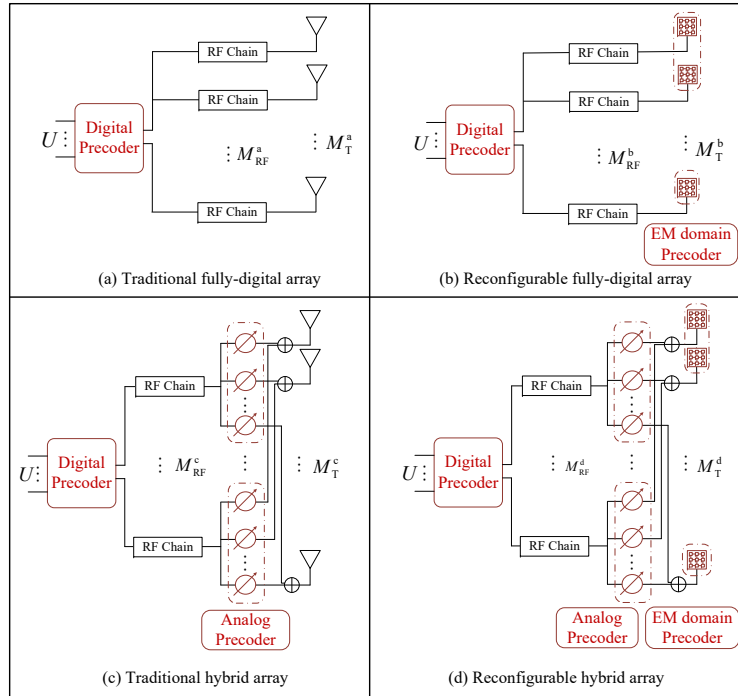 RF Chain
RF Chain
Digital
Precoder
U ⋮
⋮ M_RF^a
⋮ M_T^a
RF Chain
(a) Traditional fully-digital array
RF Chain
RF Chain
Digital
Precoder
U ⋮
⋮ M_RF^b
⋮ M_T^b
RF Chain
EM domain
Precoder
(b) Reconfigurable fully-digital array
RF Chain
Digital
Precoder
U ⋮
⋮ M_RF^c
⋮ M_T^c
RF Chain
Analog
Precoder
(c) Traditional hybrid array
RF Chain
Digital
Precoder
U ⋮
⋮ M_RF^d
⋮ M_T^d
RF Chain
Analog
Precoder
EM domain
Precoder
(d) Reconfigurable hybrid array